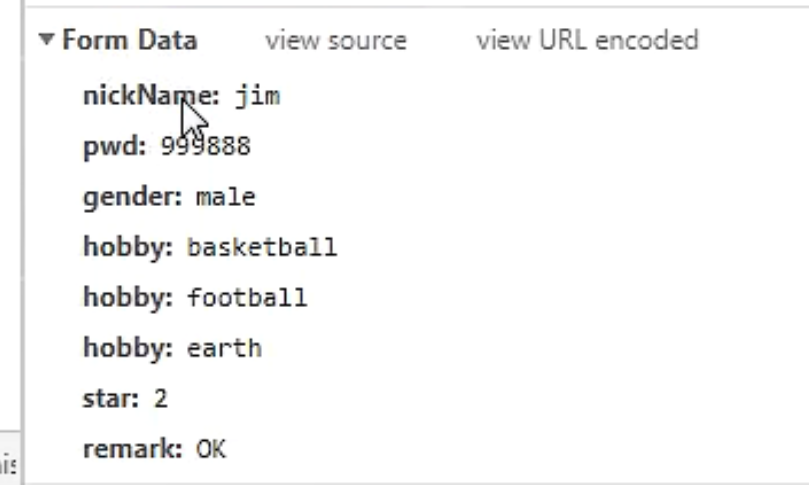 Form Data view source view URL encoded
nickName: jim
pwd: 999888
gender: male
hobby: basketball
hobby: football
hobby: earth
star: 2
remark: OK